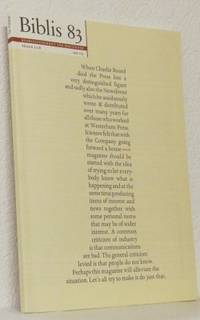 Biblis 83
When Charlie Board
died the Press lost a
very distinguished figure
and sadly also the Newsletter
which he assiduously
wrote & distributed
over many years for
all those who worked
at Westerham Press.
It is now felt that with
the Company going
forward a house
magazine should be
started with the idea
of trying to let every-
body know what is
happening and at the
same time producing
items of interest and
news together with
some personal items
that may be of wider
interest. A common
criticism of industry
is that communications
are bad. The general criticism
levied is that people do not know.
Perhaps this magazine will alleviate the
situation. Let's all try to make it do just that.